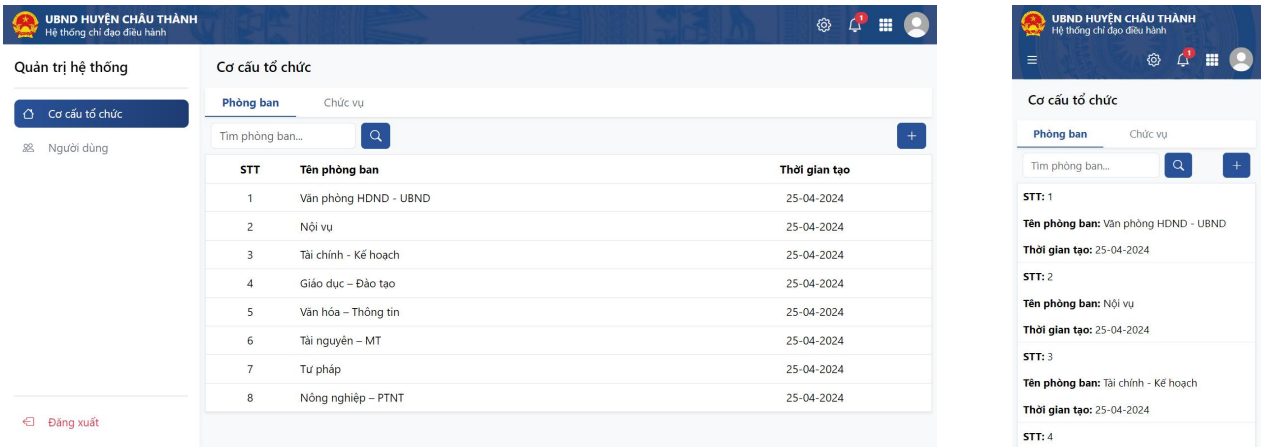 UBND HUYỆN CHÂU THÀNH
Hệ thống chỉ đạo điều hành
1
Quản trị hệ thống
Cơ cấu tổ chức
Người dùng
Đăng xuất
Cơ cấu tổ chức
Phòng ban Chức vụ
Tìm phòng ban...
+
STT Tên phòng ban Thời gian tạo
1 Văn phòng HDND - UBND 25-04-2024
2 Nội vụ 25-04-2024
3 Tài chính - Kế hoạch 25-04-2024
4 Giáo dục – Đào tạo 25-04-2024
5 Văn hóa – Thông tin 25-04-2024
6 Tài nguyên – MT 25-04-2024
7 Tư pháp 25-04-2024
8 Nông nghiệp – PTNT 25-04-2024
UBND HUYỆN CHÂU THÀNH
Hệ thống chỉ đạo điều hành
1
Cơ cấu tổ chức
Phòng ban Chức vụ
Tìm phòng ban...
+
STT: 1
Tên phòng ban: Văn phòng HDND - UBND
Thời gian tạo: 25-04-2024
STT: 2
Tên phòng ban: Nội vụ
Thời gian tạo: 25-04-2024
STT: 3
Tên phòng ban: Tài chính - Kế hoạch
Thời gian tạo: 25-04-2024
STT: 4